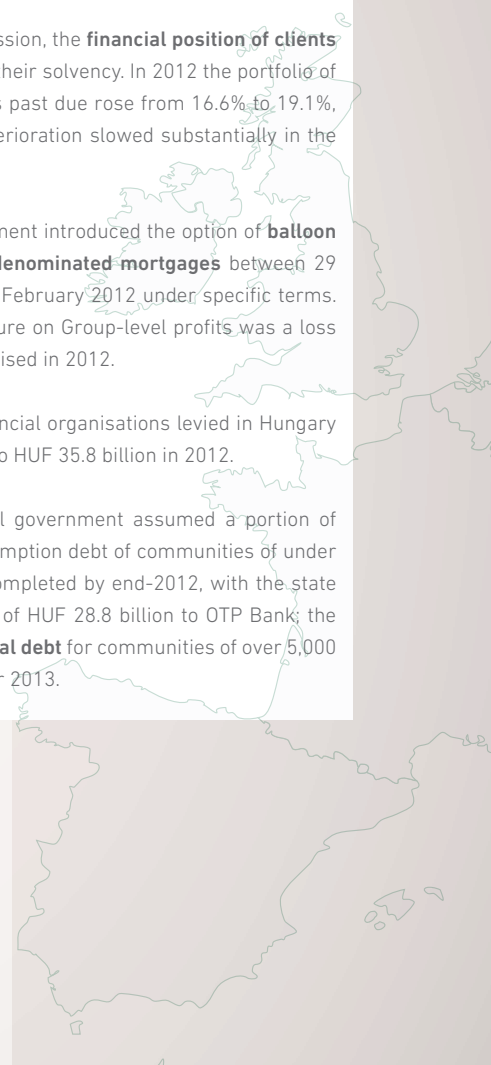 ssion, the financial position of clients
their solvency. In 2012 the portfolio of
s past due rose from 16.6% to 19.1%,
erioration slowed substantially in the
ment introduced the option of balloon
denominated mortgages between 29
February 2012 under specific terms.
ure on Group-level profits was a loss
ised in 2012.
ncial organisations levied in Hungary
o HUF 35.8 billion in 2012.
l government assumed a portion of
mption debt of communities of under
ompleted by end-2012, with the state
of HUF 28.8 billion to OTP Bank; the
al debt for communities of over 5,000
r 2013.